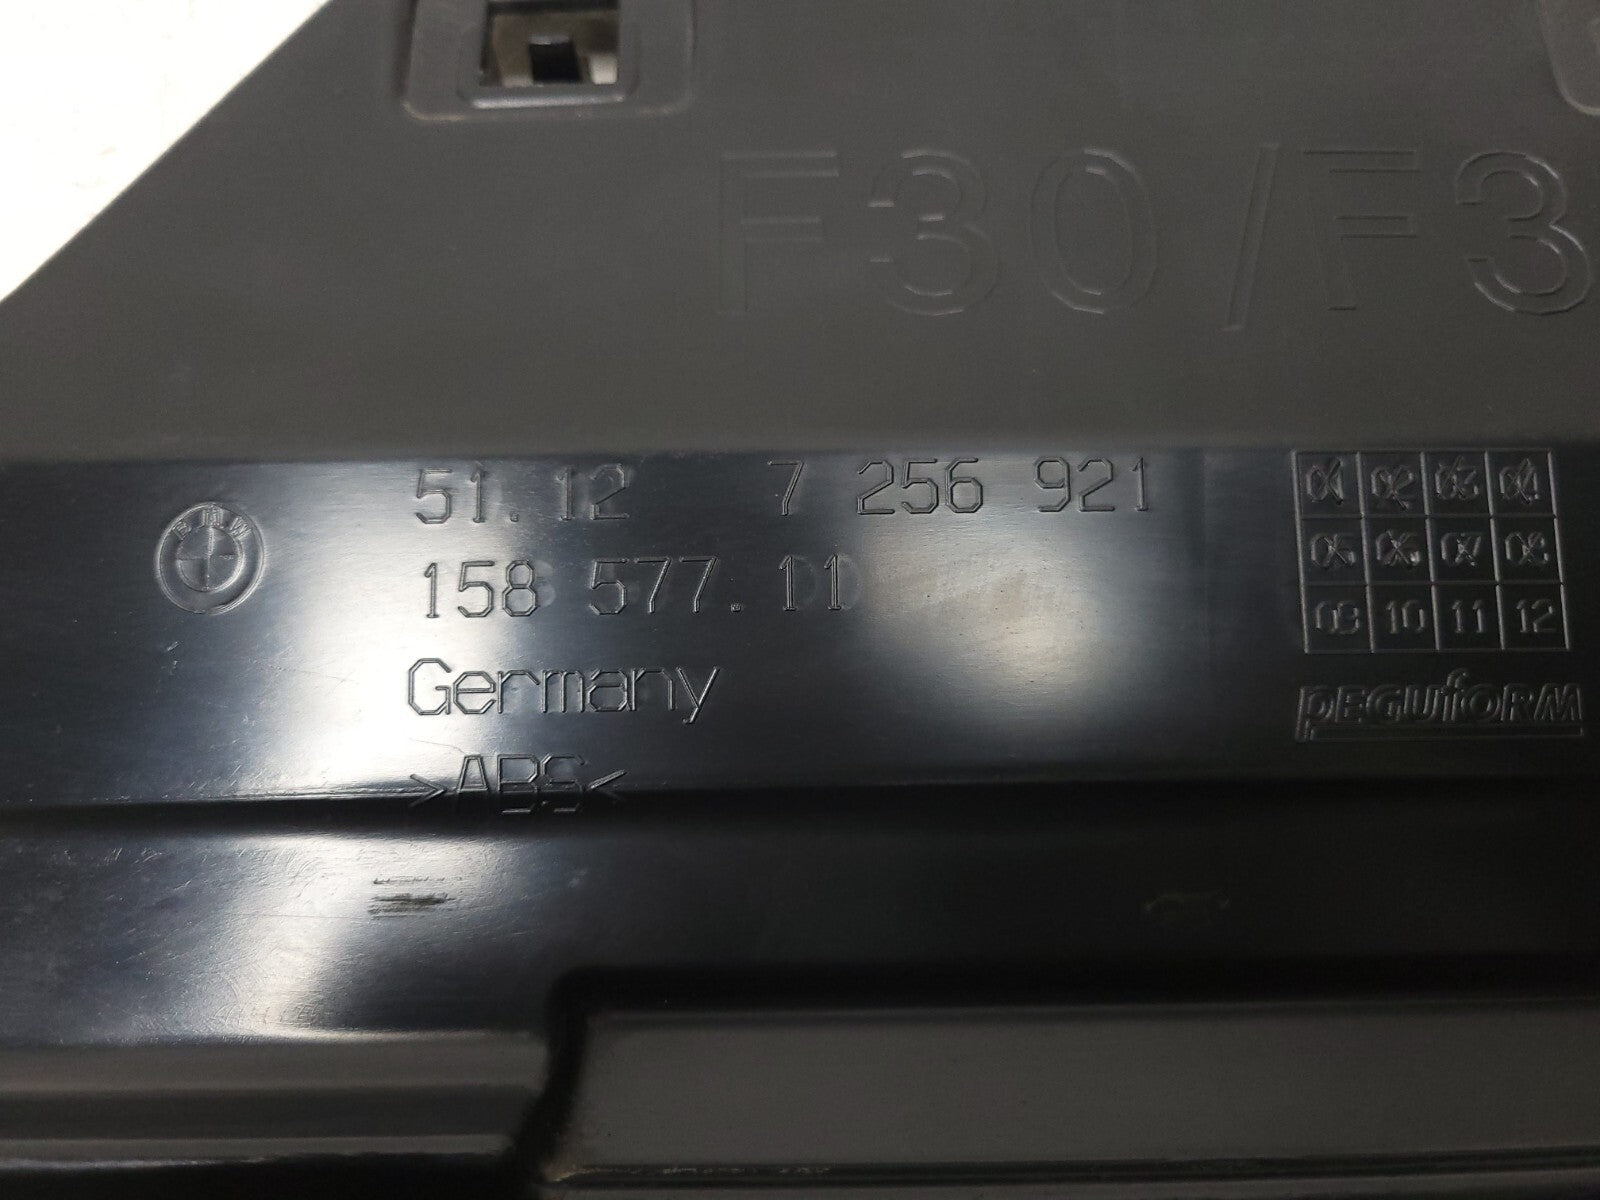 F30/F3
51.12 7 256 921
BMW
158 577.11
Germany
>ABS<
01 02 03 04
05 06 07 08
09 10 11 12
PEGUfORM